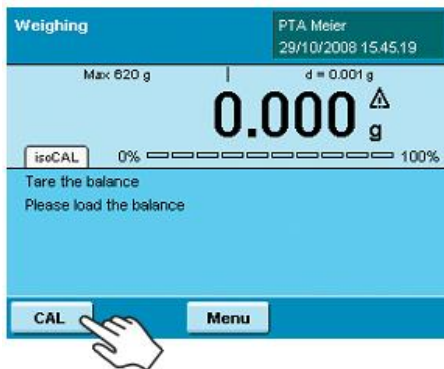 Weighing
PTA Meier
29/10/2008 15.45.19
Max 620 g
d = 0.001 g
0.000 g
isoCAL 0% 100%
Tare the balance
Please load the balance
CAL Menu